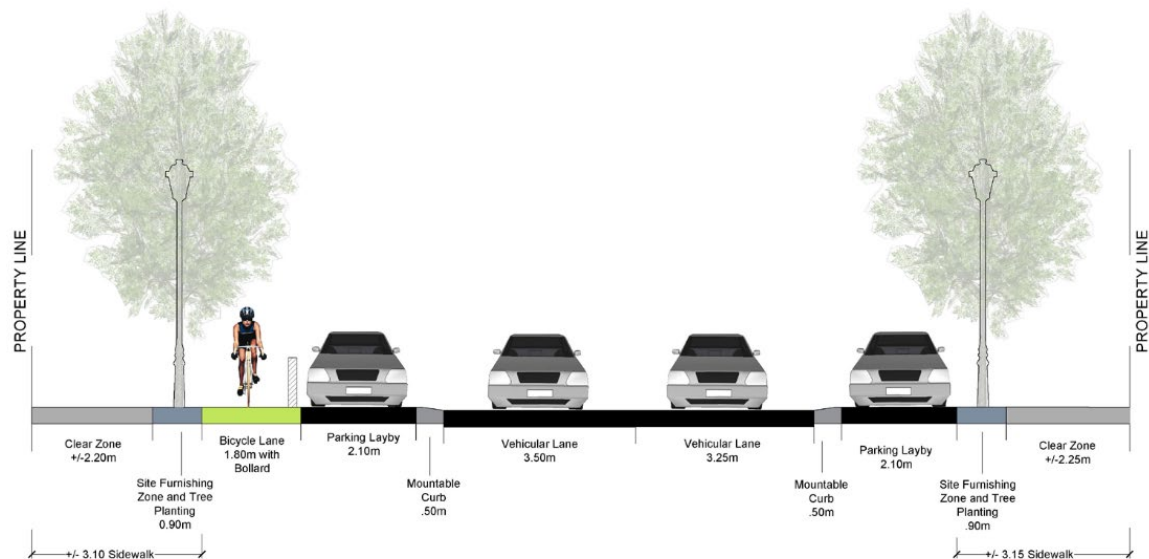 PROPERTY LINE
PROPERTY LINE
Clear Zone
+/-2.20m
Bicycle Lane
1.80m with
Bollard
Parking Layby
2.10m
Vehicular Lane
3.50m
Vehicular Lane
3.25m
Parking Layby
2.10m
Clear Zone
+/-2.25m
Site Furnishing
Zone and Tree
Planting
0.90m
Mountable
Curb
.50m
Mountable
Curb
.50m
Site Furnishing
Zone and Tree
Planting
.90m
+/- 3.10 Sidewalk
+/- 3.15 Sidewalk